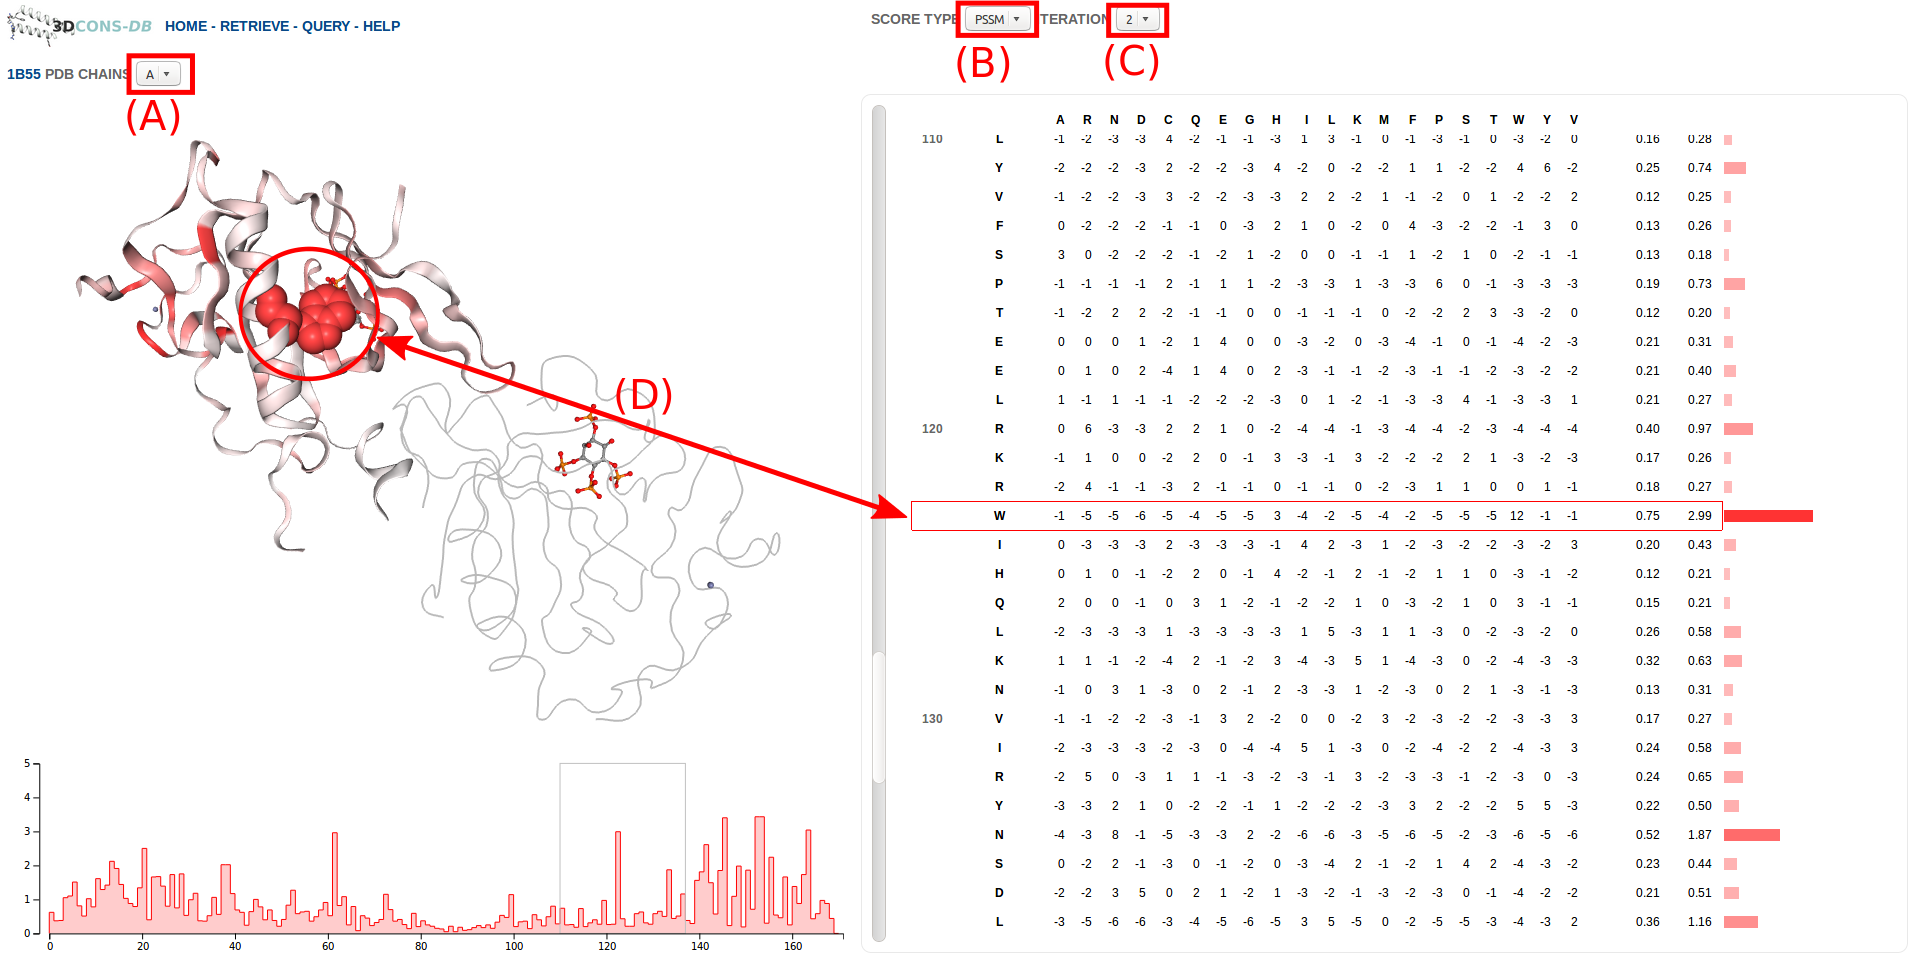 3DCONS-DB HOME - RETRIEVE - QUERY - HELP
SCORE TYPE PSSM TERATION 2
(B) (C)
1B55 PDB CHAINS A
(A)
A R N D C Q E G H I L K M F P S T W Y V
110 L -1 -2 -3 -3 4 -2 -1 -1 -3 1 3 -1 0 -1 -3 -1 0 -3 -2 0 0.16 0.28
Y -2 -2 -2 -3 2 -2 -2 -3 4 -2 0 -2 -2 1 1 -2 -2 4 6 -2 0.25 0.74
V -1 -2 -2 -3 3 -2 -2 -3 -3 2 2 -2 1 -1 -2 0 1 -2 -2 2 0.12 0.25
F 0 -2 -2 -2 -1 -1 0 -3 2 1 0 -2 0 4 -3 -2 -2 -1 3 0 0.13 0.26
S 3 0 -2 -2 -2 -1 -2 1 -2 0 0 -1 -1 1 -2 1 0 -2 -1 -1 0.13 0.18
P -1 -1 -1 -1 2 -1 1 1 -2 -3 -3 1 -3 -3 6 0 -1 -3 -3 -3 0.19 0.73
T -1 -2 2 2 -2 -1 -1 0 0 -1 -1 -1 0 -2 -2 2 3 -3 -2 0 0.12 0.20
E 0 0 0 1 -2 1 4 0 0 -3 -2 0 -3 -4 -1 0 -1 -4 -2 -3 0.21 0.31
E 0 1 0 2 -4 1 4 0 2 -3 -1 -1 -2 -3 -1 -1 -2 -3 -2 -2 0.21 0.40
L 1 -1 1 -1 -1 -2 -2 -2 -3 0 1 -2 -1 -3 -3 4 -1 -3 -3 1 0.21 0.27
120 R 0 6 -3 -3 2 2 1 0 -2 -4 -4 -1 -3 -4 -4 -2 -3 -4 -4 -4 0.40 0.97
K -1 1 0 0 -2 2 0 -1 3 -3 -1 3 -2 -2 -2 2 1 -3 -2 -3 0.17 0.26
R -2 4 -1 -1 -3 2 -1 -1 0 -1 -1 0 -2 -3 1 1 0 0 1 -1 0.18 0.27
W -1 -5 -5 -6 -5 -4 -5 -5 3 -4 -2 -5 -4 -2 -5 -5 -5 12 -1 -1 0.75 2.99
I 0 -3 -3 -3 2 -3 -3 -3 -1 4 2 -3 1 -2 -3 -2 -2 -3 -2 3 0.20 0.43
H 0 1 0 -1 -2 2 0 -1 4 -2 -1 2 -1 -2 1 1 0 -3 -1 -2 0.12 0.21
Q 2 0 0 -1 0 3 1 -2 -1 -2 -2 1 0 -3 -2 1 0 3 -1 -1 0.15 0.21
L -2 -3 -3 -3 1 -3 -3 -3 -3 1 5 -3 1 1 -3 0 -2 -3 -2 0 0.26 0.58
K 1 1 -1 -2 -4 2 -1 -2 3 -4 -3 5 1 -4 -3 0 -2 -4 -3 -3 0.32 0.63
N -1 0 3 1 -3 0 2 -1 2 -3 -3 1 -2 -3 0 2 1 -3 -1 -3 0.13 0.31
130 V -1 -1 -2 -2 -3 -1 3 2 -2 0 0 -2 3 -2 -3 -2 -2 -3 -3 3 0.17 0.27
I -2 -3 -3 -3 -2 -3 0 -4 -4 5 1 -3 0 -2 -4 -2 2 -4 -3 3 0.24 0.58
R -2 5 0 -3 1 1 -1 -3 -2 -3 -1 3 -2 -3 -3 -1 -2 -3 0 -3 0.24 0.65
Y -3 -3 2 1 0 -2 -2 -1 1 -2 -2 -2 -3 3 2 -2 -2 5 5 -3 0.22 0.50
N -4 -3 8 -1 -5 -3 -3 2 -2 -6 -6 -3 -5 -6 -5 -2 -3 -6 -5 -6 0.52 1.87
S 0 -2 2 -1 -3 0 -1 -2 0 -3 -4 2 -1 -2 1 4 2 -4 -3 -2 0.23 0.44
D -2 -2 3 5 0 2 1 -2 1 -3 -2 -1 -3 -2 -3 0 -1 -4 -2 -2 0.21 0.51
L -3 -5 -6 -6 -3 -4 -5 -6 -5 3 5 -5 0 -2 -5 -5 -3 -4 -3 2 0.36 1.16
(D)
5
4
3
2
1
0
0 20 40 60 80 100 120 140 160